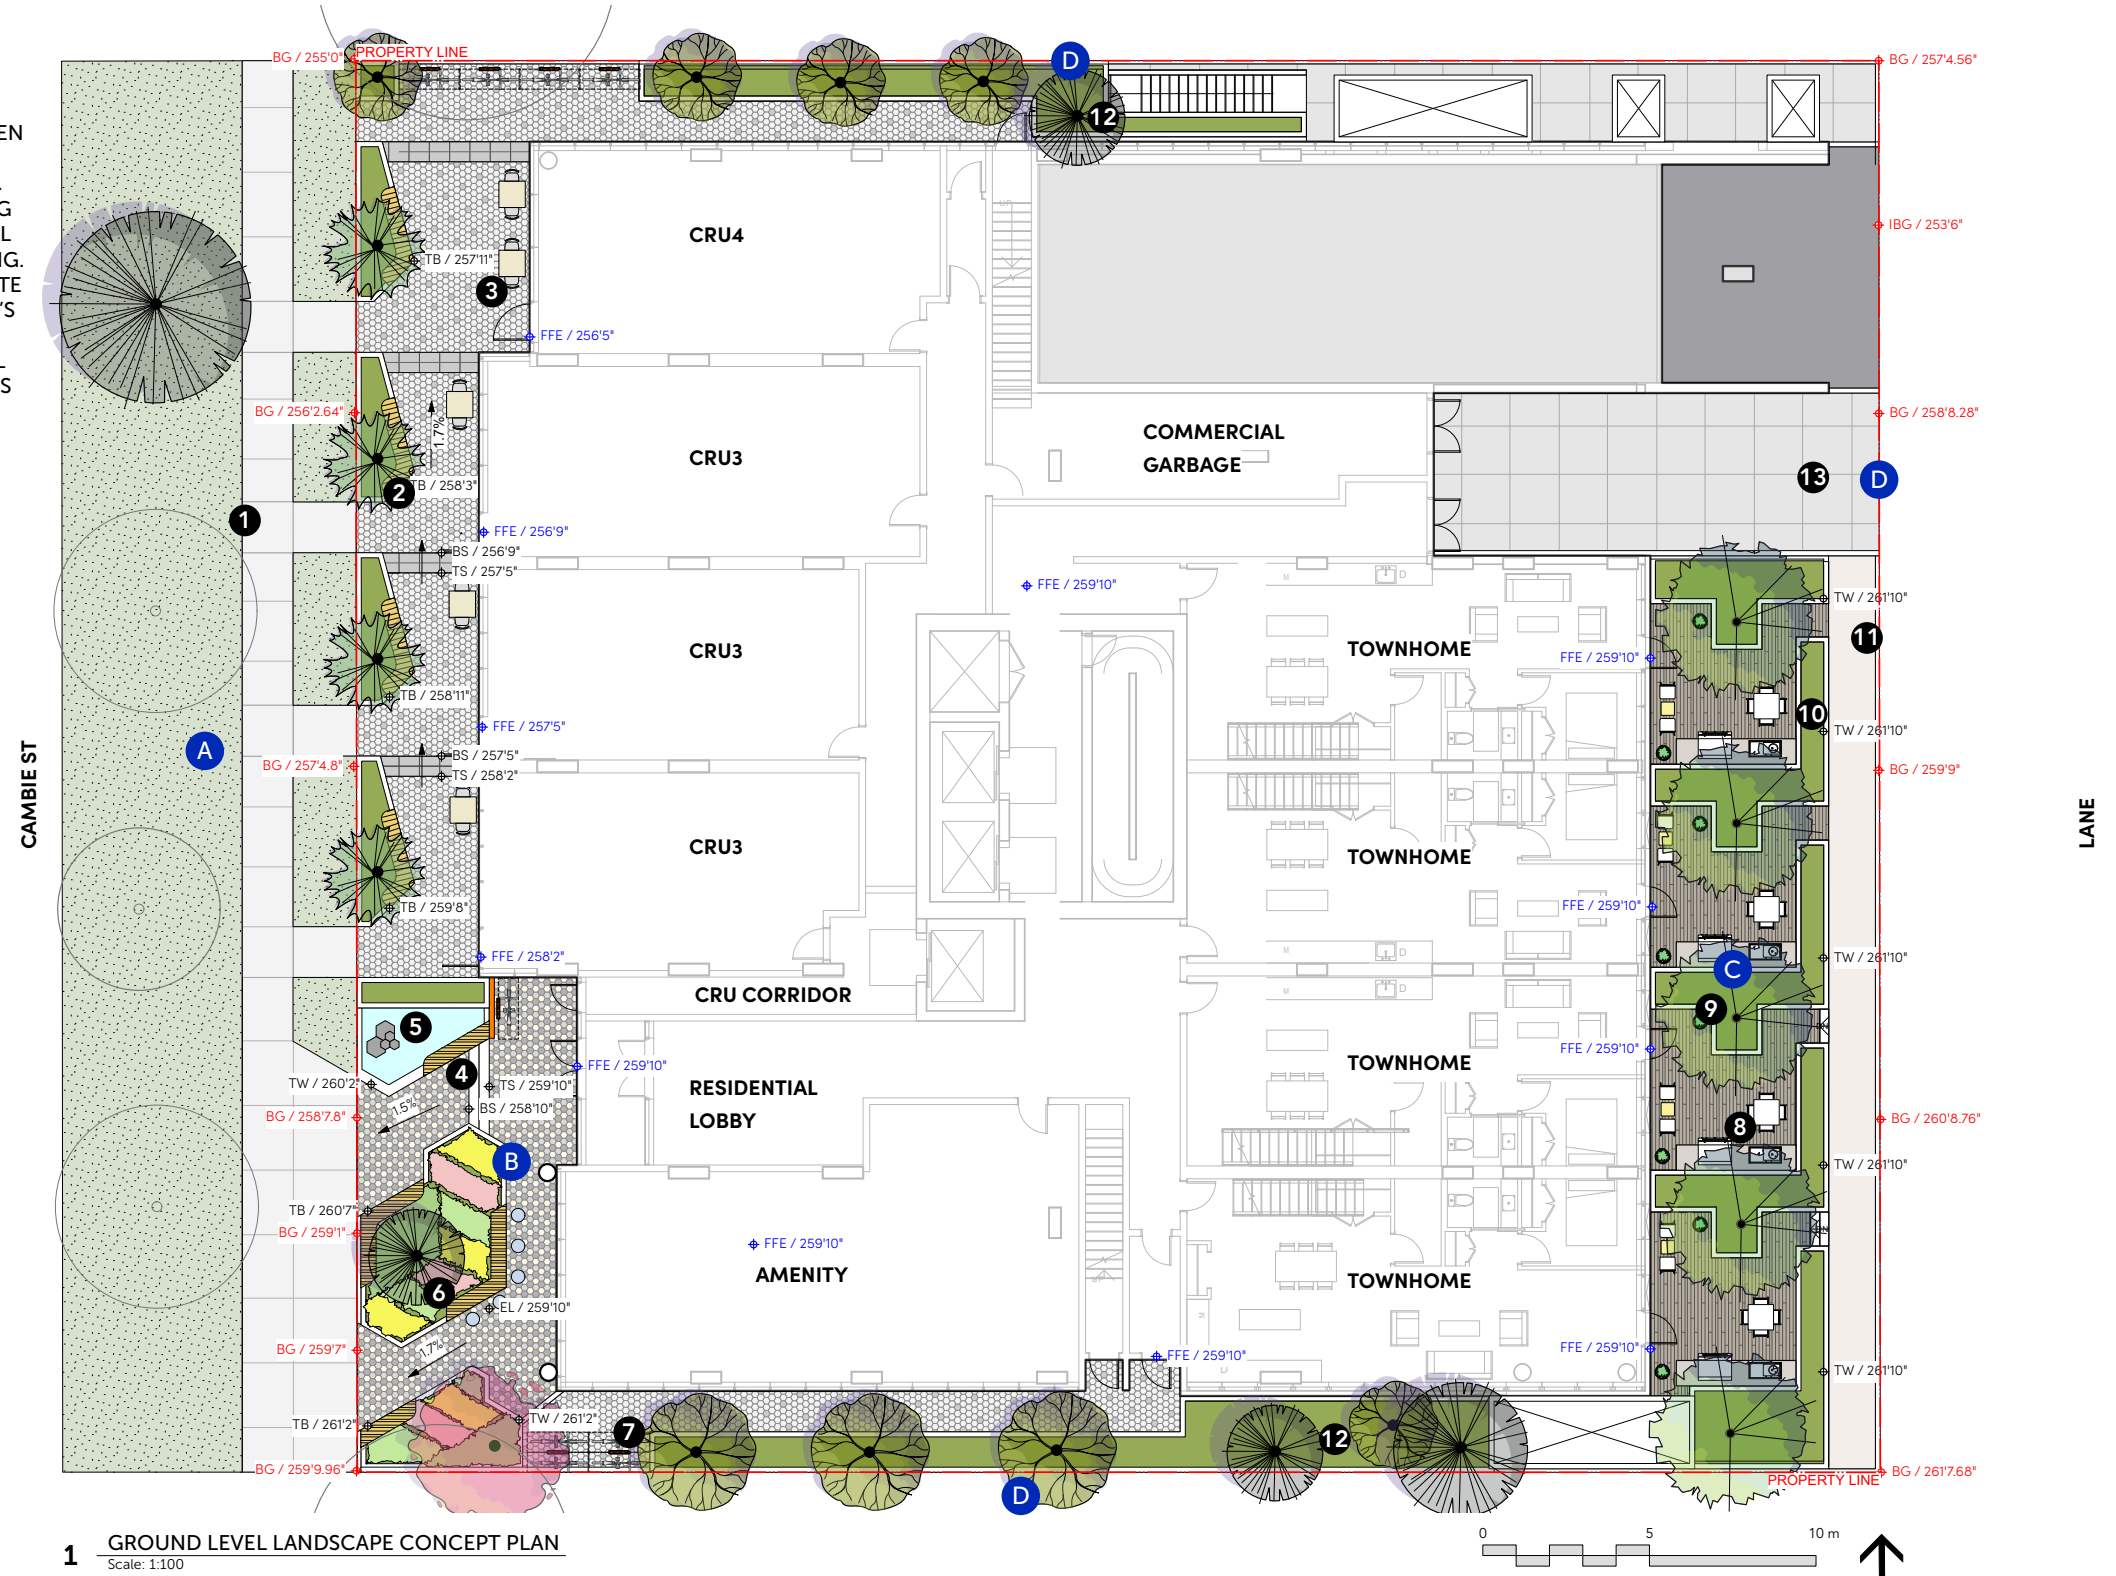 EN
G
L
IG.
TE
'S
L
S
BG / 255'0"
PROPERTY LINE
D
BG / 257'4.56"
12
CRU4
IBG / 253'6"
TB / 257'11"
3
FFE / 256'5"
UP
BG / 256'2.64"
1.7%
BG / 258'8.28"
COMMERCIAL
GARBAGE
CRU3
2
TB / 258'3"
13
D
1
FFE / 256'9"
BS / 256'9"
TS / 257'5"
FFE / 259'10"
M
D
TW / 261'10"
TOWNHOME
CRU3
FFE / 259'10"
11
TB / 258'11"
10
FFE / 257'5"
TW / 261'10"
A
BS / 257'5"
TS / 258'2"
BG / 257'4.8"
BG / 259'9"
CAMBIE ST
LANE
CRU3
TOWNHOME
TB / 259'8"
FFE / 259'10"
FFE / 258'2"
M
D
TW / 261'10"
C
CRU CORRIDOR
M
D
9
5
FFE / 259'10"
TOWNHOME
FFE / 259'10"
4
TW / 260'2"
TS / 259'10"
RESIDENTIAL
LOBBY
1.5%
BS / 258'10"
BG / 258'7.8"
BG / 260'8.76"
8
B
TW / 261'10"
TB / 260'7"
BG / 259'1"
FFE / 259'10"
AMENITY
TOWNHOME
6
EL / 259'10"
M
BG / 259'7"
1.7%
FFE / 259'10"
FFE / 259'10"
D
TW / 261'10"
TB / 261'2"
TW / 261'2"
7
12
BG / 259'9.96"
BG / 261'7.68"
PROPERTY LINE
D
1
GROUND LEVEL LANDSCAPE CONCEPT PLAN
Scale: 1:100
0 5 10 m